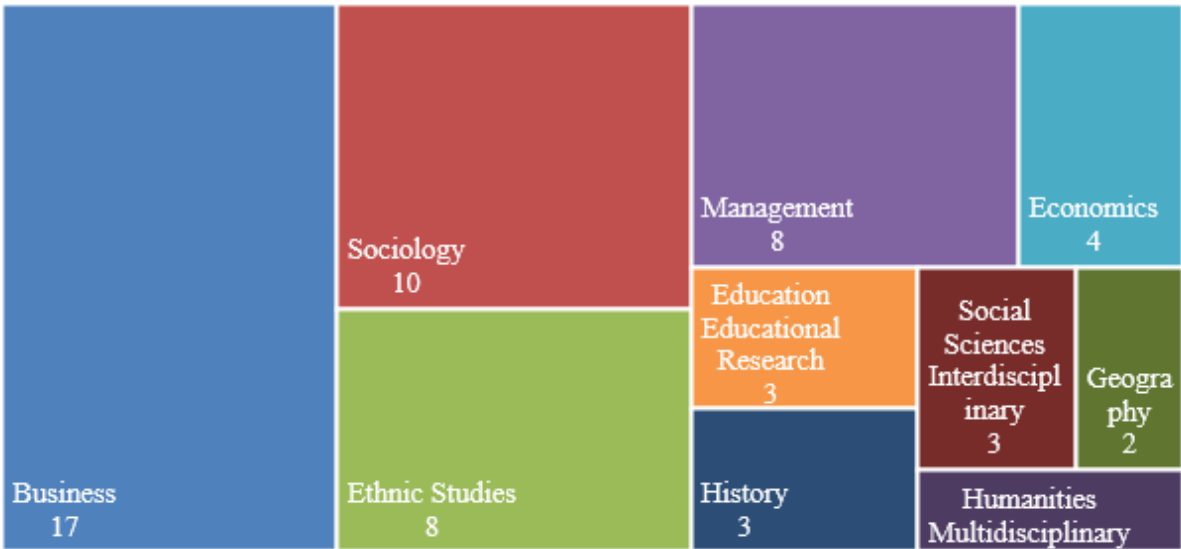 Business
17
Sociology
10
Ethnic Studies
8
Management
8
Economics
4
Education
Educational
Research
3
History
3
Social
Sciences
Interdiscipl
inary
3
Geogra
phy
2
Humanities
Multidisciplinary